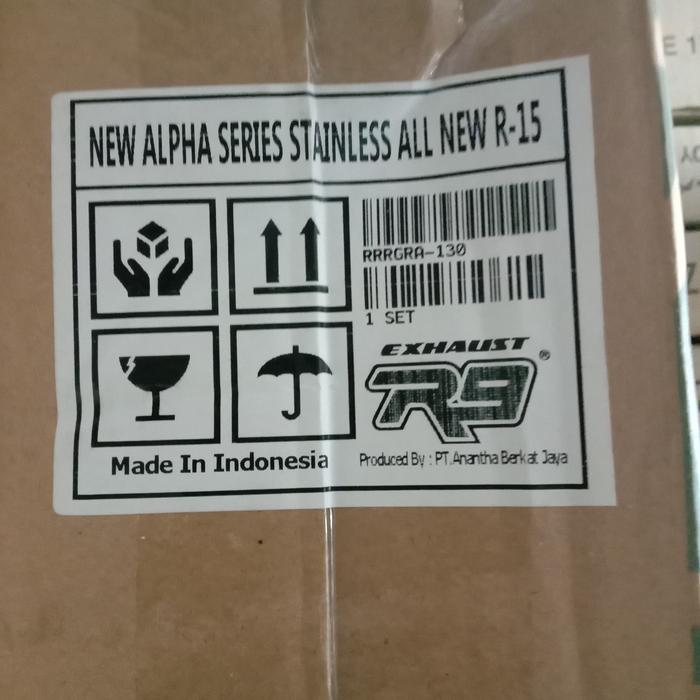 NEW ALPHA SERIES STAINLESS ALL NEW R-15
RRRGRA-130
1 SET
EXHAUST
R9®
Made In Indonesia
Produced By : PT.Anantha Berkat Jaya
E 1